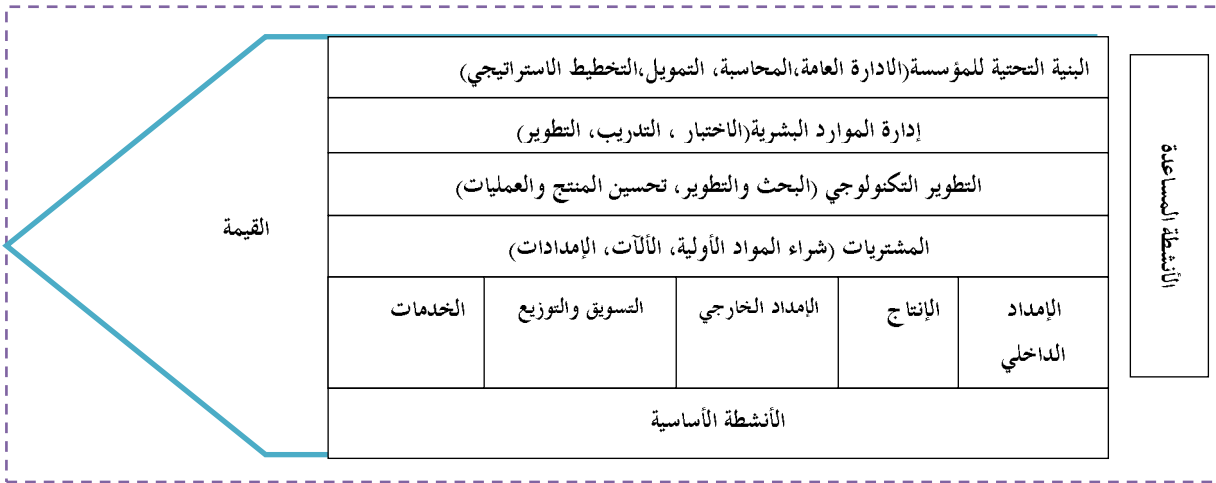 البنية التحتية للمؤسسة(الادارة العامة،المحاسبة، التمويل،التخطيط الاستراتيجي)
إدارة الموارد البشرية(الاختبار ، التدريب، التطوير)
التطوير التكنولوجي (البحث والتطوير، تحسين المنتج والعمليات)
المشتريات (شراء المواد الأولية، الألآت، الإمدادات)
الأنشطة المساعدة
القيمة
الإمداد
الداخلي
الإنتاج
الإمداد الخارجي
التسويق والتوزيع
الخدمات
الأنشطة الأساسية